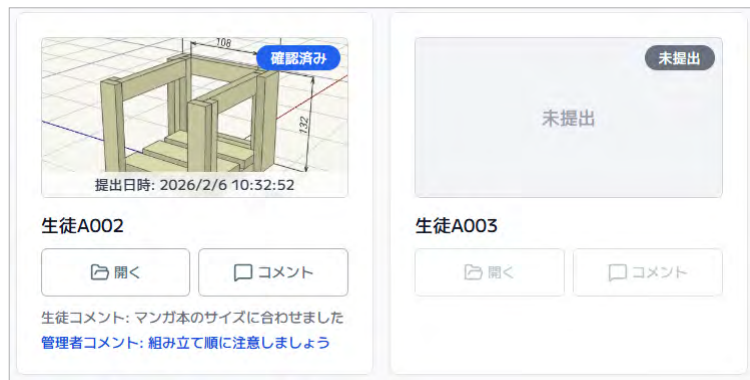 108
確認済み
132
提出日時: 2026/2/6 10:32:52
生徒A002
開く
コメント
生徒コメント: マンガ本のサイズに合わせました
管理者コメント: 組み立て順に注意しましょう
未提出
未提出
生徒A003
開く
コメント